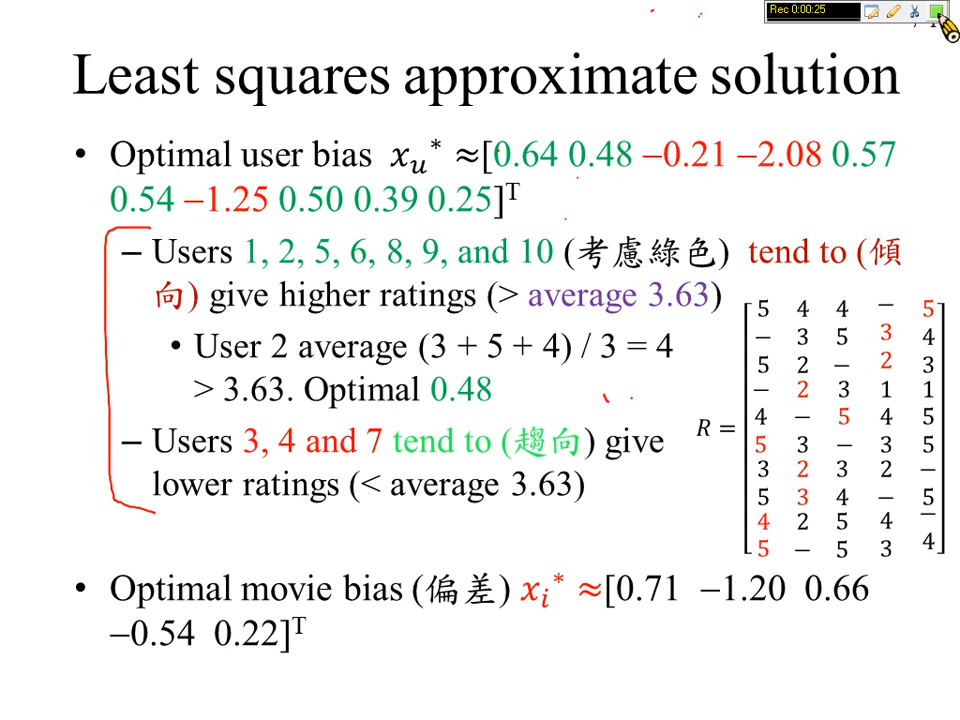 Rec 0:00:25
Least squares approximate solution
• Optimal user bias xᵤ* ≈[0.64 0.48 −0.21 −2.08 0.57
0.54 −1.25 0.50 0.39 0.25]ᵀ
– Users 1, 2, 5, 6, 8, 9, and 10 (考慮綠色) tend to (傾
向) give higher ratings (> average 3.63)
• User 2 average (3 + 5 + 4) / 3 = 4
> 3.63. Optimal 0.48
– Users 3, 4 and 7 tend to (趨向) give
lower ratings (< average 3.63)
R =
5 4 4 − 5
− 3 5 3 4
5 2 − 2 3
− 2 3 1 1
4 − 5 4 5
5 3 − 3 5
3 2 3 2 −
5 3 4 − 5
4 2 5 4 −
5 − 5 3 4
• Optimal movie bias (偏差) xᵢ* ≈[0.71 −1.20 0.66
−0.54 0.22]ᵀ